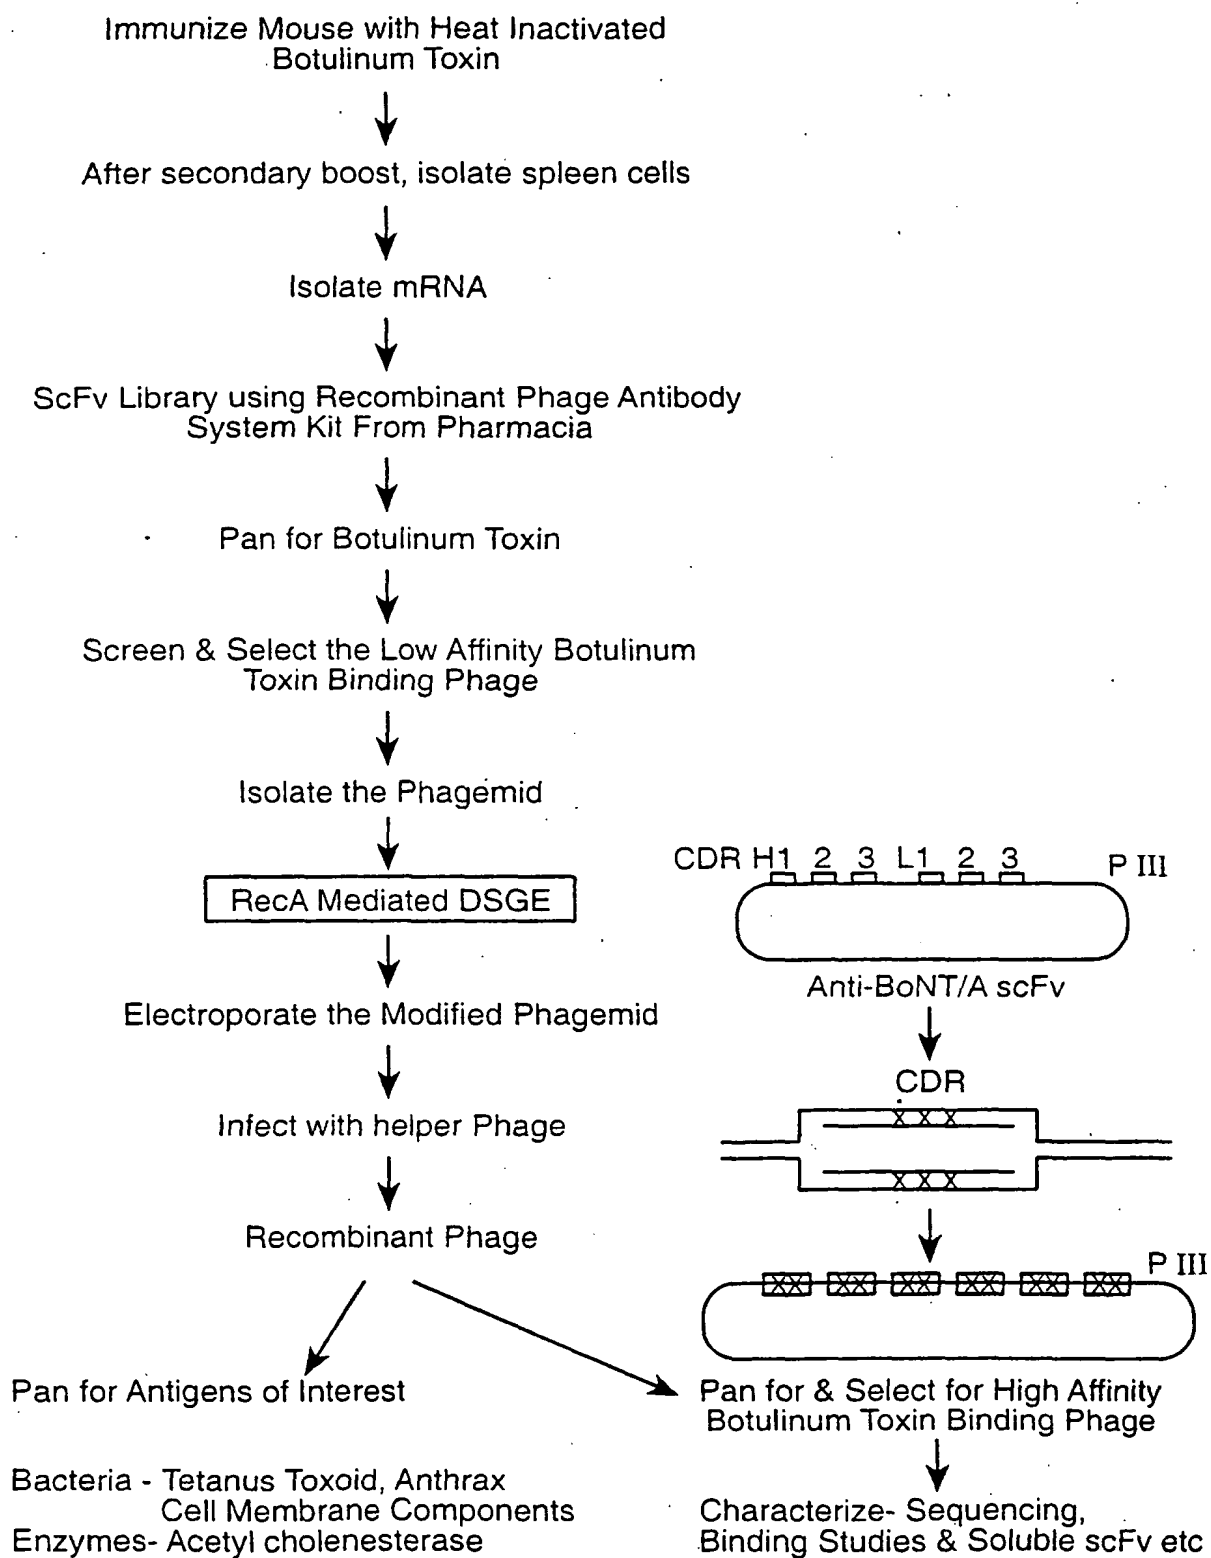 Immunize Mouse with Heat Inactivated
Botulinum Toxin
After secondary boost, isolate spleen cells
Isolate mRNA
ScFv Library using Recombinant Phage Antibody
System Kit From Pharmacia
Pan for Botulinum Toxin
Screen & Select the Low Affinity Botulinum
Toxin Binding Phage
Isolate the Phagemid
RecA Mediated DSGE
Electroporate the Modified Phagemid
Infect with helper Phage
Recombinant Phage
CDR H1 2 3 L1 2 3 P III
Anti-BoNT/A scFv
CDR
P III
Pan for Antigens of Interest
Bacteria - Tetanus Toxoid, Anthrax
Cell Membrane Components
Enzymes- Acetyl cholenesterase
Pan for & Select for High Affinity
Botulinum Toxin Binding Phage
Characterize- Sequencing,
Binding Studies & Soluble scFv etc